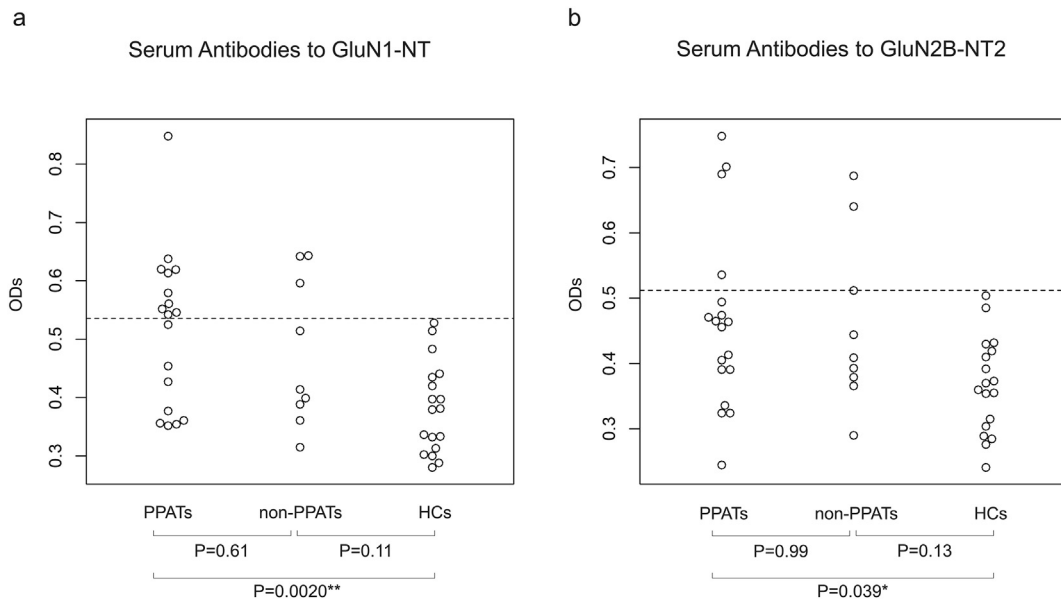 a
Serum Antibodies to GluN1-NT
ODs
0.8
0.7
0.6
0.5
0.4
0.3
PPATs non-PPATs HCs
P=0.61 P=0.11
P=0.0020**
b
Serum Antibodies to GluN2B-NT2
ODs
0.7
0.6
0.5
0.4
0.3
PPATs non-PPATs HCs
P=0.99 P=0.13
P=0.039*